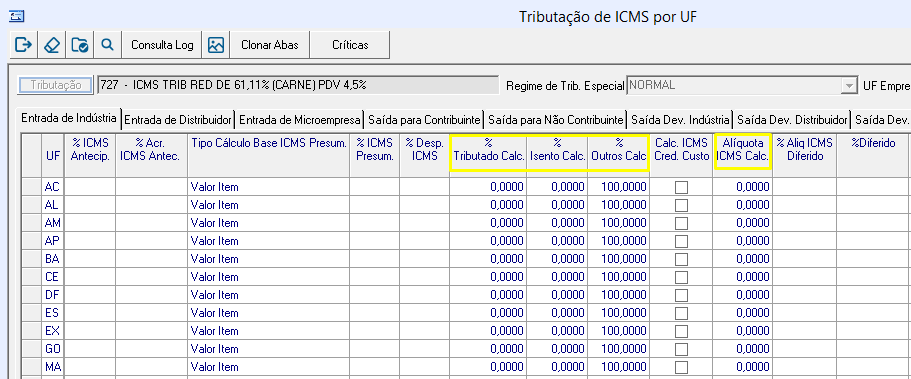 Tributação de ICMS por UF
Consulta Log Clonar Abas Críticas
Tributação 727 - ICMS TRIB RED DE 61,11% (CARNE) PDV 4,5% Regime de Trib. Especial NORMAL UF Empre
Entrada de Indústria Entrada de Distribuidor Entrada de Microempresa Saída para Contribuinte Saída para Não Contribuinte Saída Dev. Indústria Saída Dev. Distribuidor Saída Dev
UF % ICMS Antecip. % Acr. ICMS Antec. Tipo Cálculo Base ICMS Presum. % ICMS Presum. % Desp. ICMS % Tributado Calc. % Isento Calc. % Outros Calc Calc. ICMS Cred. Custo Alíquota ICMS Calc. % Aliq ICMS Diferido %Diferido
AC Valor Item 0,0000 0,0000 100,0000 0,0000
AL Valor Item 0,0000 0,0000 100,0000 0,0000
AM Valor Item 0,0000 0,0000 100,0000 0,0000
AP Valor Item 0,0000 0,0000 100,0000 0,0000
BA Valor Item 0,0000 0,0000 100,0000 0,0000
CE Valor Item 0,0000 0,0000 100,0000 0,0000
DF Valor Item 0,0000 0,0000 100,0000 0,0000
ES Valor Item 0,0000 0,0000 100,0000 0,0000
EX Valor Item 0,0000 0,0000 100,0000 0,0000
GO Valor Item 0,0000 0,0000 100,0000 0,0000
MA Valor Item 0,0000 0,0000 100,0000 0,0000